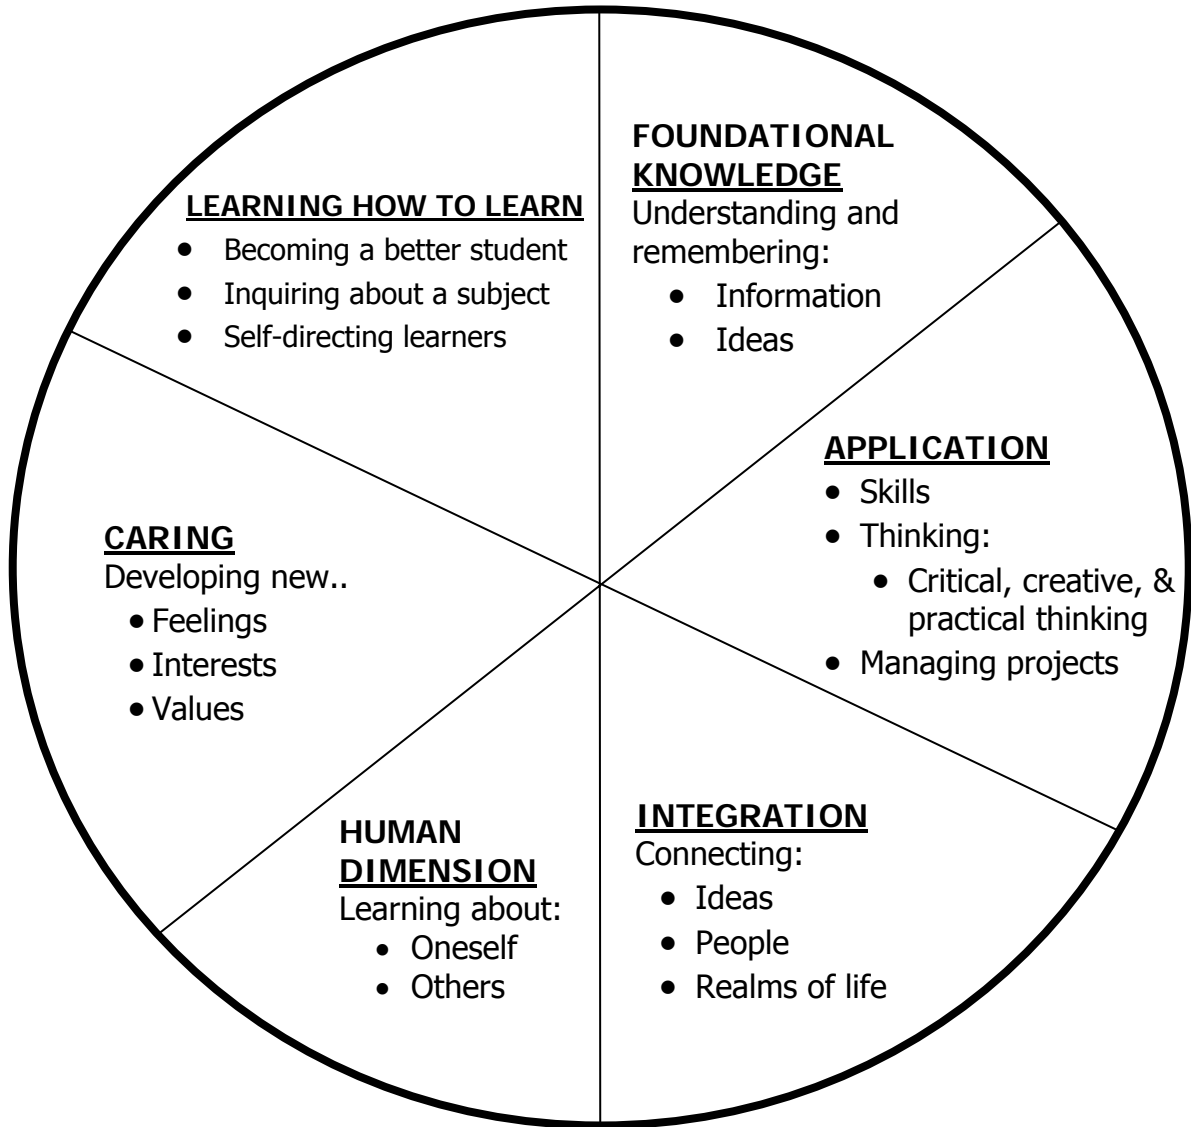 FOUNDATIONAL
KNOWLEDGE
Understanding and
remembering:
• Information
• Ideas
APPLICATION
• Skills
• Thinking:
• Critical, creative, &
practical thinking
• Managing projects
INTEGRATION
Connecting:
• Ideas
• People
• Realms of life
HUMAN
DIMENSION
Learning about:
• Oneself
• Others
CARING
Developing new..
• Feelings
• Interests
• Values
LEARNING HOW TO LEARN
• Becoming a better student
• Inquiring about a subject
• Self-directing learners